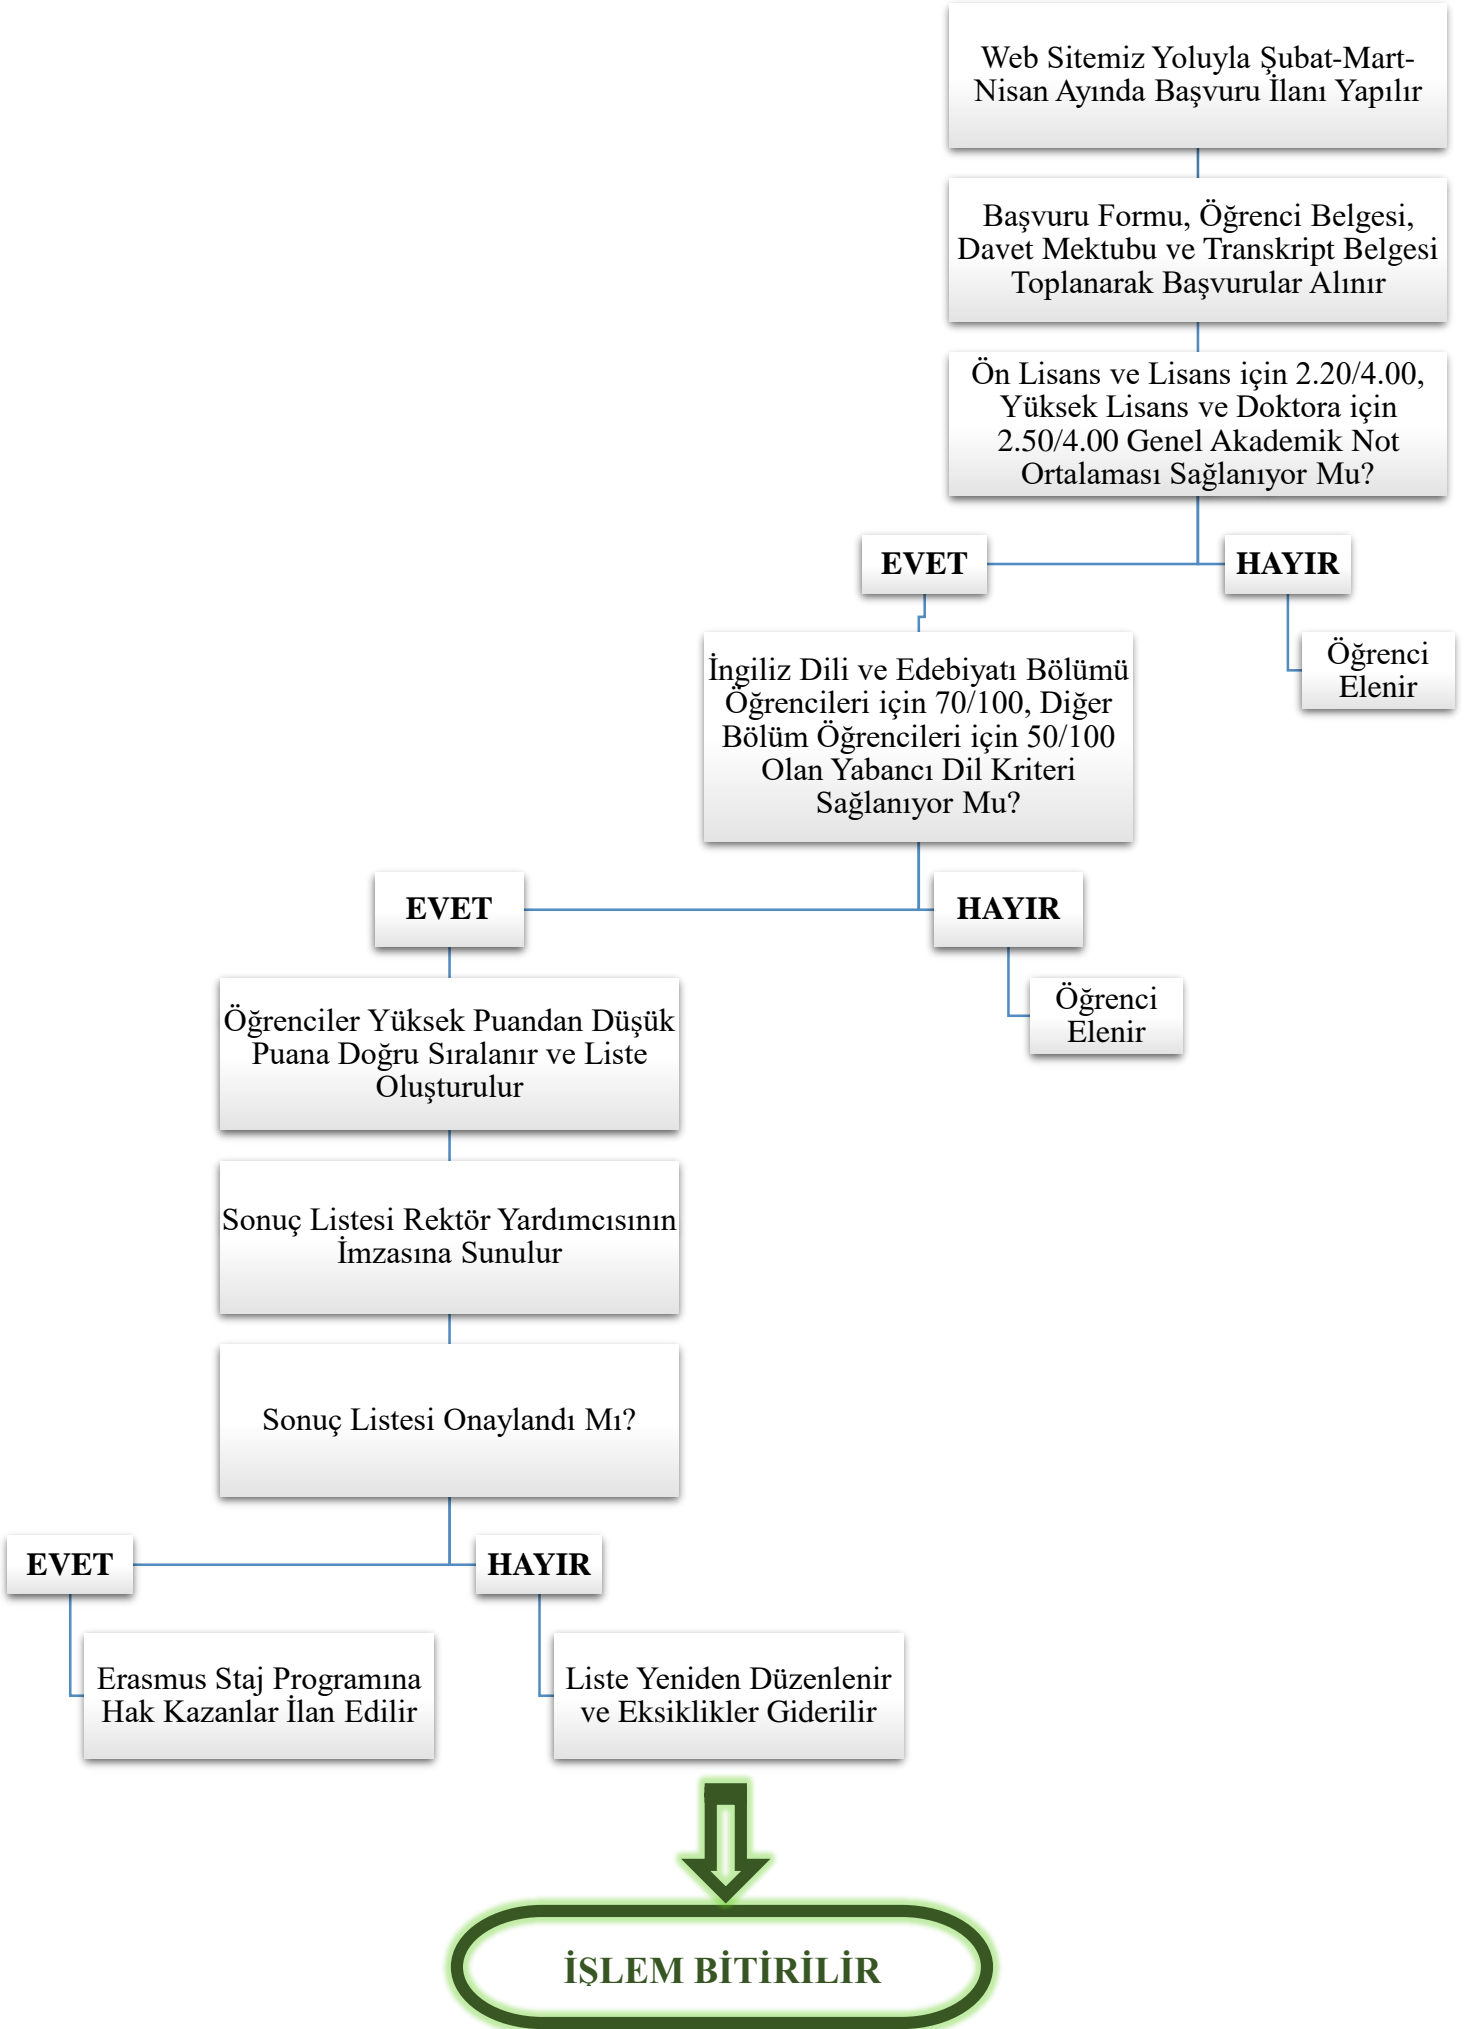 Web Sitemiz Yoluyla Şubat-Mart-
Nisan Ayında Başvuru İlanı Yapılır
Başvuru Formu, Öğrenci Belgesi,
Davet Mektubu ve Transkript Belgesi
Toplanarak Başvurular Alınır
Ön Lisans ve Lisans için 2.20/4.00,
Yüksek Lisans ve Doktora için
2.50/4.00 Genel Akademik Not
Ortalaması Sağlanıyor Mu?
EVET
HAYIR
Öğrenci
Elenir
İngiliz Dili ve Edebiyatı Bölümü
Öğrencileri için 70/100, Diğer
Bölüm Öğrencileri için 50/100
Olan Yabancı Dil Kriteri
Sağlanıyor Mu?
EVET
HAYIR
Öğrenci
Elenir
Öğrenciler Yüksek Puandan Düşük
Puana Doğru Sıralanır ve Liste
Oluşturulur
Sonuç Listesi Rektör Yardımcısının
İmzasına Sunulur
Sonuç Listesi Onaylandı Mı?
EVET
HAYIR
Erasmus Staj Programına
Hak Kazanlar İlan Edilir
Liste Yeniden Düzenlenir
ve Eksiklikler Giderilir
İŞLEM BİTİRİLİR